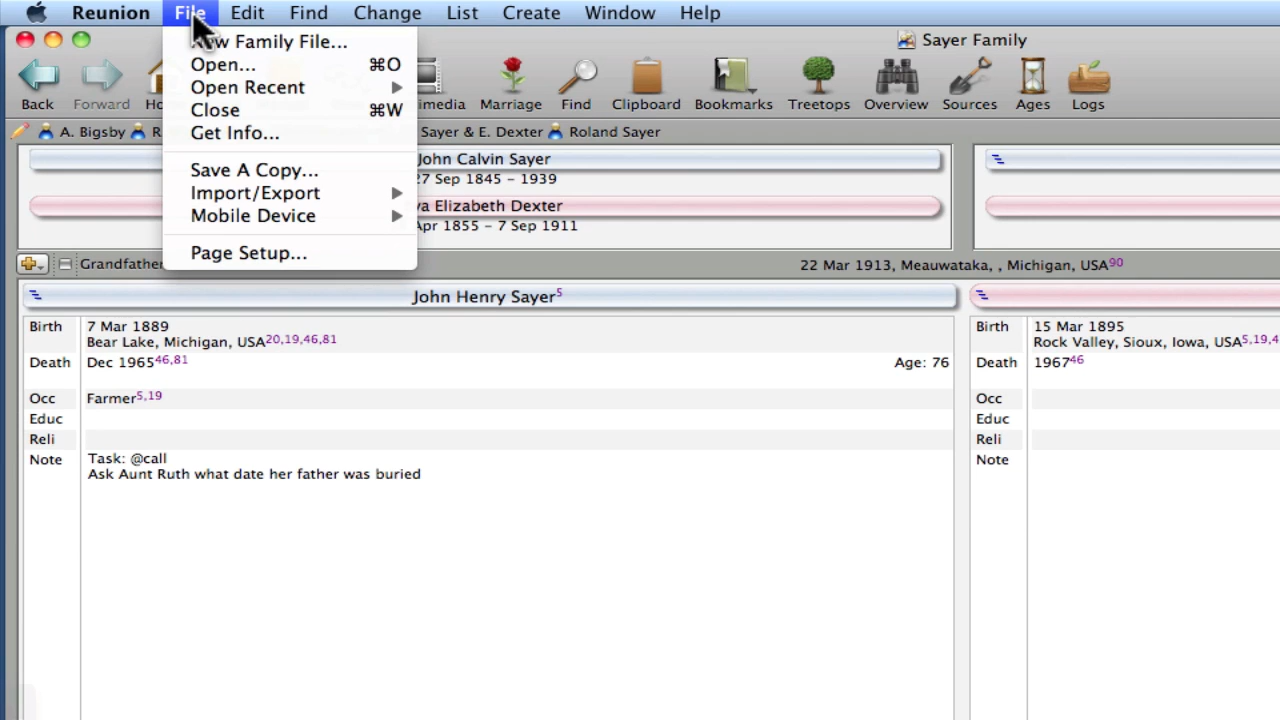 Reunion File Edit Find Change List Create Window Help
Sayer Family
New Family File...
Open... ⌘O
Open Recent
Close ⌘W
Get Info...
Save A Copy...
Import/Export
Mobile Device
Page Setup...
Back Forward Marriage Find Clipboard Bookmarks Treetops Overview Sources Ages Logs
A. Bigsby Sayer & E. Dexter Roland Sayer
John Calvin Sayer
27 Sep 1845 – 1939
Elizabeth Dexter
Apr 1855 – 7 Sep 1911
Grandfather
22 Mar 1913, Meauwataka, , Michigan, USA90
John Henry Sayer5
Birth 7 Mar 1889
Bear Lake, Michigan, USA20,19,46,81
Death Dec 196546,81 Age: 76
Occ Farmer5,19
Educ
Reli
Note Task: @call
Ask Aunt Ruth what date her father was buried
Birth 15 Mar 1895
Rock Valley, Sioux, Iowa, USA5,19,4
Death 196746
Occ
Educ
Reli
Note